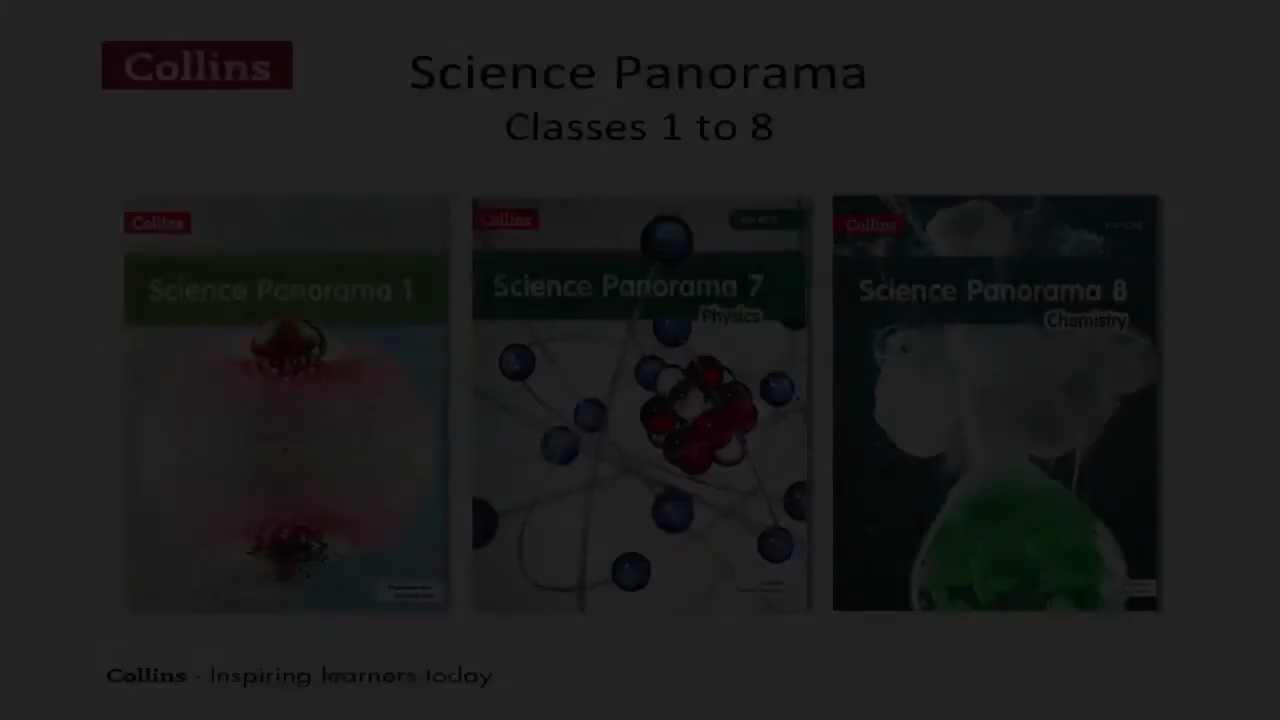 Collins
Science Panorama
Classes 1 to 8
Collins
Science Panorama 1
Collins
Science Panorama 7
Physics
Collins
Science Panorama 8
Chemistry
Collins · Inspiring learners today